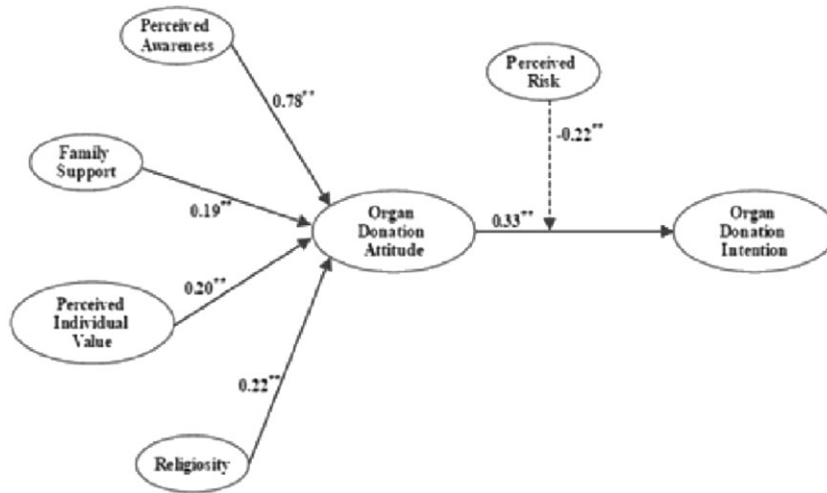 Perceived
Awareness
Perceived
Risk
0.78**
-0.22**
Family
Support
0.19**
Organ
Donation
Attitude
0.33**
Organ
Donation
Intention
0.20**
Perceived
Individual
Value
0.22**
Religiosity